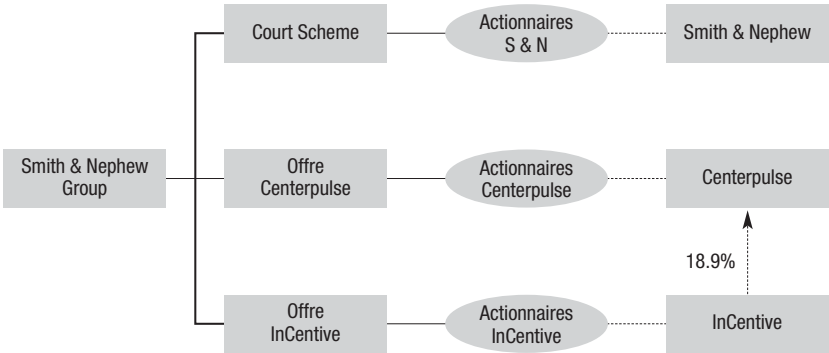 Court Scheme
Actionnaires
S & N
Smith & Nephew
Smith & Nephew
Group
Offre
Centerpulse
Actionnaires
Centerpulse
Centerpulse
18.9%
Offre
InCentive
Actionnaires
InCentive
InCentive